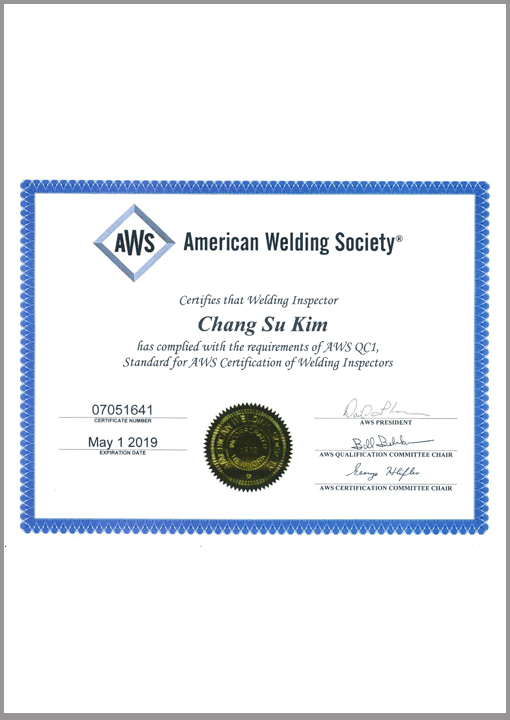 AWS
American Welding Society®
Certifies that Welding Inspector
Chang Su Kim
has complied with the requirements of AWS QC1,
Standard for AWS Certification of Welding Inspectors
07051641
CERTIFICATE NUMBER
May 1 2019
EXPIRATION DATE
AWS PRESIDENT
AWS QUALIFICATION COMMITTEE CHAIR
AWS CERTIFICATION COMMITTEE CHAIR